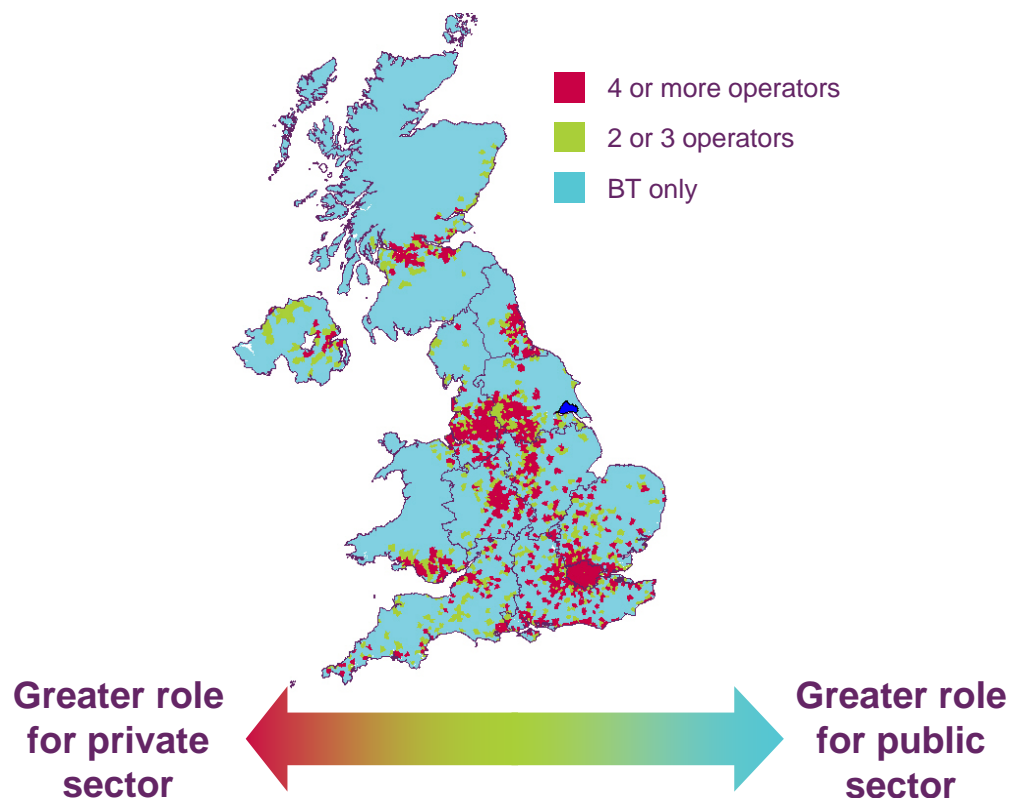 4 or more operators
2 or 3 operators
BT only
Greater role
for private
sector
Greater role
for public
sector